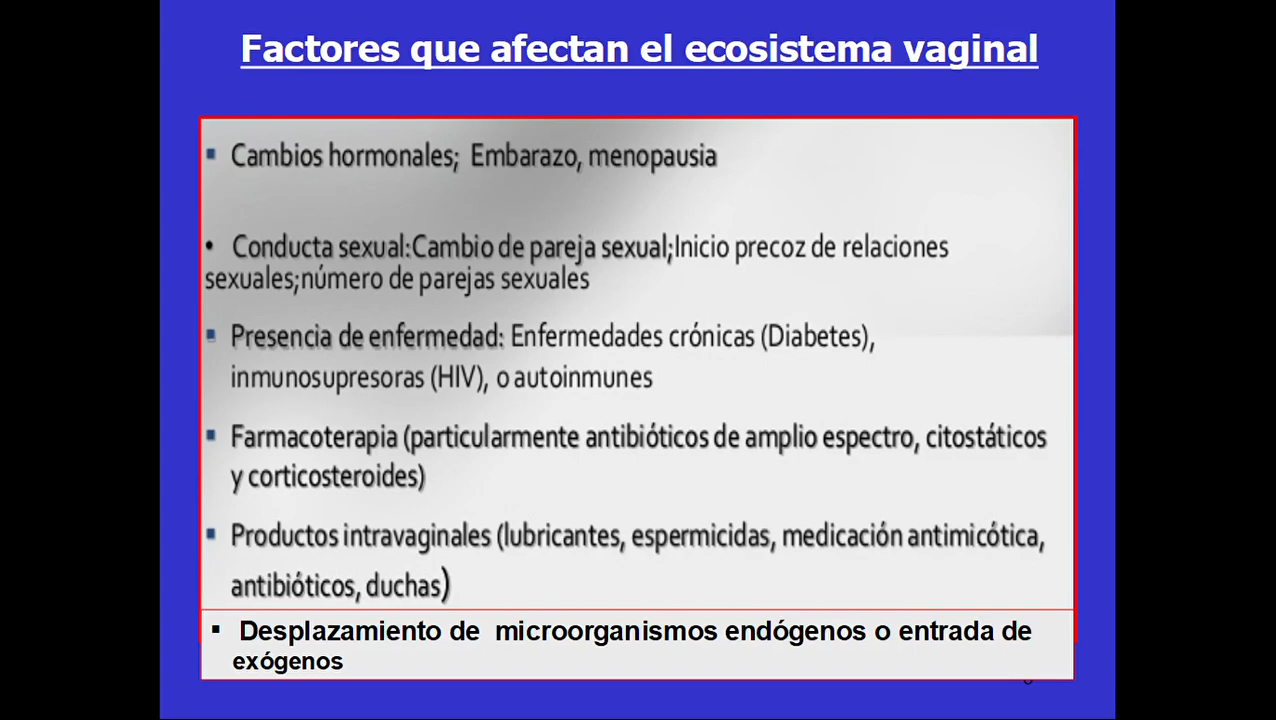 Factores que afectan el ecosistema vaginal
▪ Cambios hormonales; Embarazo, menopausia
• Conducta sexual:Cambio de pareja sexual;Inicio precoz de relaciones
sexuales;número de parejas sexuales
▪ Presencia de enfermedad: Enfermedades crónicas (Diabetes),
inmunosupresoras (HIV), o autoinmunes
▪ Farmacoterapia (particularmente antibióticos de amplio espectro, citostáticos
y corticosteroides)
▪ Productos intravaginales (lubricantes, espermicidas, medicación antimicótica,
antibióticos, duchas)
▪ Desplazamiento de microorganismos endógenos o entrada de
exógenos